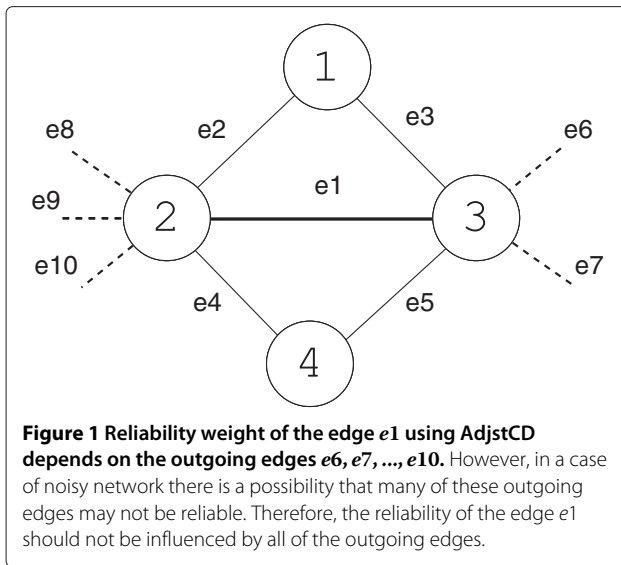 1
e8
e2
e3
e6
e1
e9
2
3
e10
e4
e5
e7
4
Figure 1 Reliability weight of the edge e1 using AdjstCD
depends on the outgoing edges e6, e7, ..., e10. However, in a case
of noisy network there is a possibility that many of these outgoing
edges may not be reliable. Therefore, the reliability of the edge e1
should not be influenced by all of the outgoing edges.